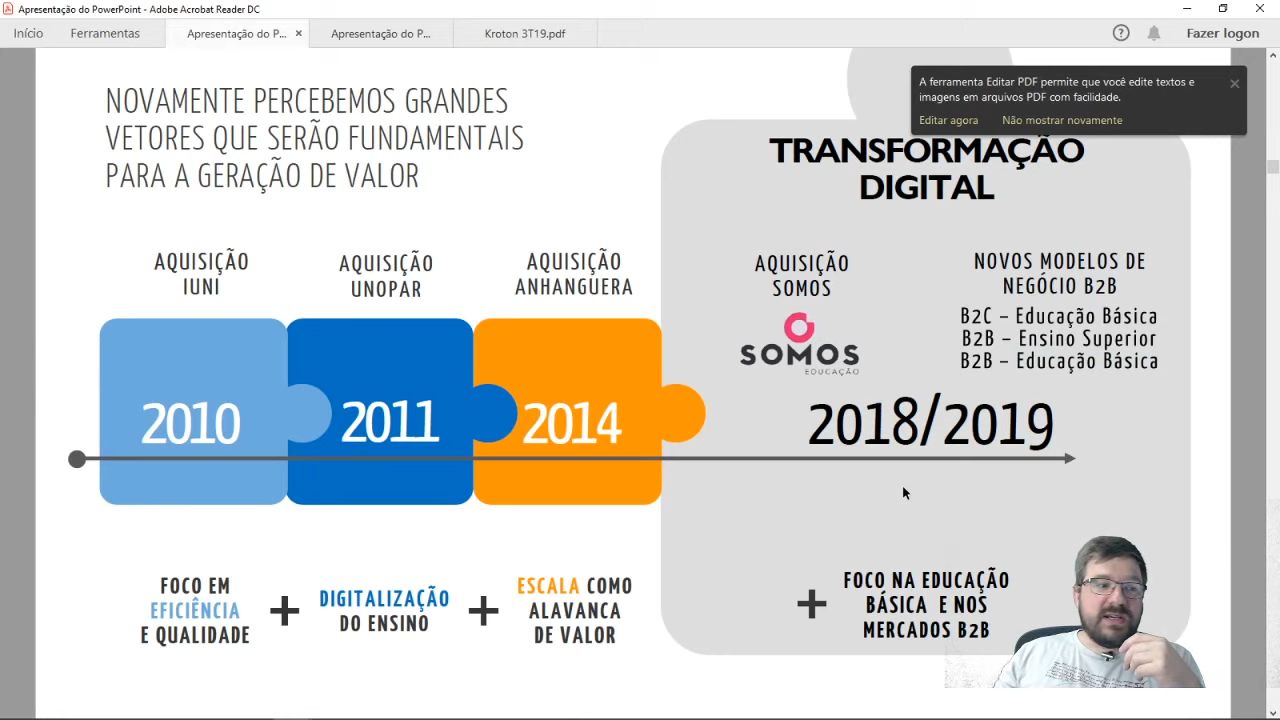 Apresentação do PowerPoint - Adobe Acrobat Reader DC
Início
Ferramentas
Apresentação do P...
Apresentação do P...
Kroton 3T19.pdf
Fazer logon
A ferramenta Editar PDF permite que você edite textos e
imagens em arquivos PDF com facilidade.
Editar agora
Não mostrar novamente
NOVAMENTE PERCEBEMOS GRANDES
VETORES QUE SERÃO FUNDAMENTAIS
PARA A GERAÇÃO DE VALOR
TRANSFORMAÇÃO
DIGITAL
AQUISIÇÃO
IUNI
AQUISIÇÃO
UNOPAR
AQUISIÇÃO
ANHANGUERA
AQUISIÇÃO
SOMOS
SOMOS
EDUCAÇÃO
NOVOS MODELOS DE
NEGÓCIO B2B
B2C – Educação Básica
B2B – Ensino Superior
B2B – Educação Básica
2010
2011
2014
2018/2019
FOCO EM
EFICIÊNCIA
E QUALIDADE
+
DIGITALIZAÇÃO
DO ENSINO
+
ESCALA COMO
ALAVANCA
DE VALOR
+
FOCO NA EDUCAÇÃO
BÁSICA E NOS
MERCADOS B2B